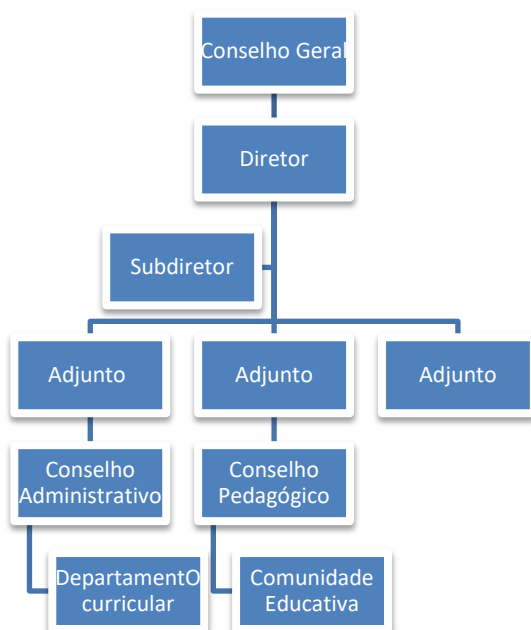 Conselho Geral
Diretor
Subdiretor
Adjunto
Adjunto
Adjunto
Conselho
Administrativo
Conselho
Pedagógico
DepartamentO
curricular
Comunidade
Educativa